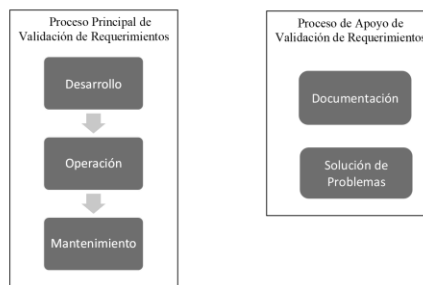 Proceso Principal de
Validación de Requerimientos
Desarrollo
Operación
Mantenimiento
Proceso de Apoyo de
Validación de Requerimientos
Documentación
Solución de
Problemas